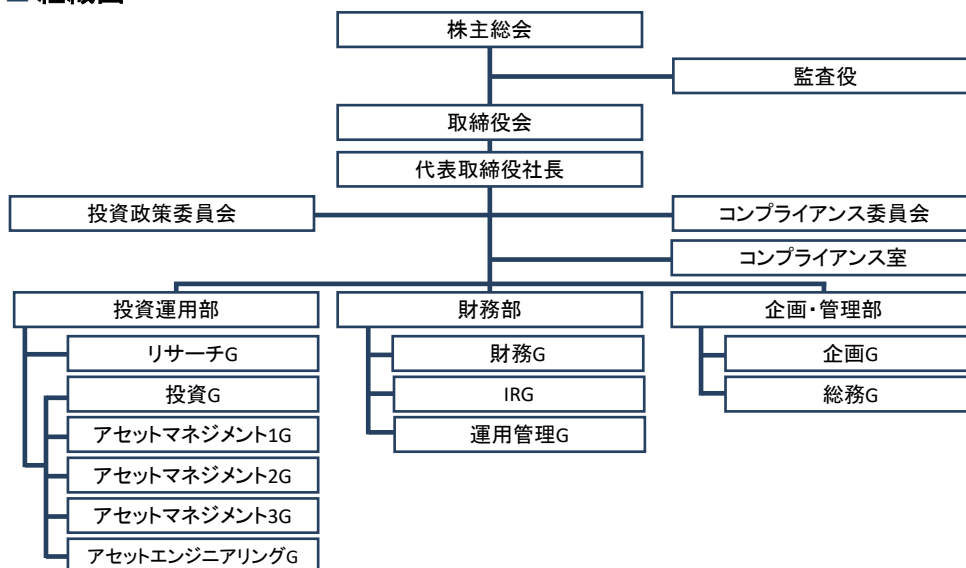 株主総会
監査役
取締役会
代表取締役社長
投資政策委員会
コンプライアンス委員会
コンプライアンス室
投資運用部
財務部
企画・管理部
リサーチG
財務G
企画G
投資G
IRG
総務G
アセットマネジメント1G
運用管理G
アセットマネジメント2G
アセットマネジメント3G
アセットエンジニアリングG